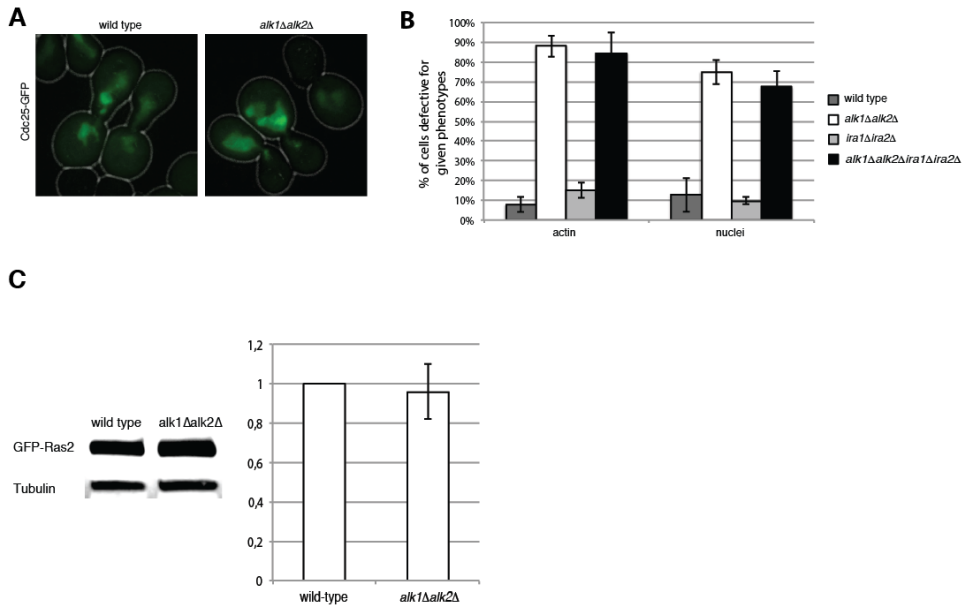 A
wild type
alk1Δalk2Δ
Cdc25-GFP
B
% of cells defective for
given phenotypes
100%
90%
80%
70%
60%
50%
40%
30%
20%
10%
0%
actin
nuclei
wild type
alk1Δalk2Δ
ira1Δira2Δ
alk1Δalk2Δira1Δira2Δ
C
wild type
alk1Δalk2Δ
GFP-Ras2
Tubulin
1,2
1
0,8
0,6
0,4
0,2
0
wild-type
alk1Δalk2Δ